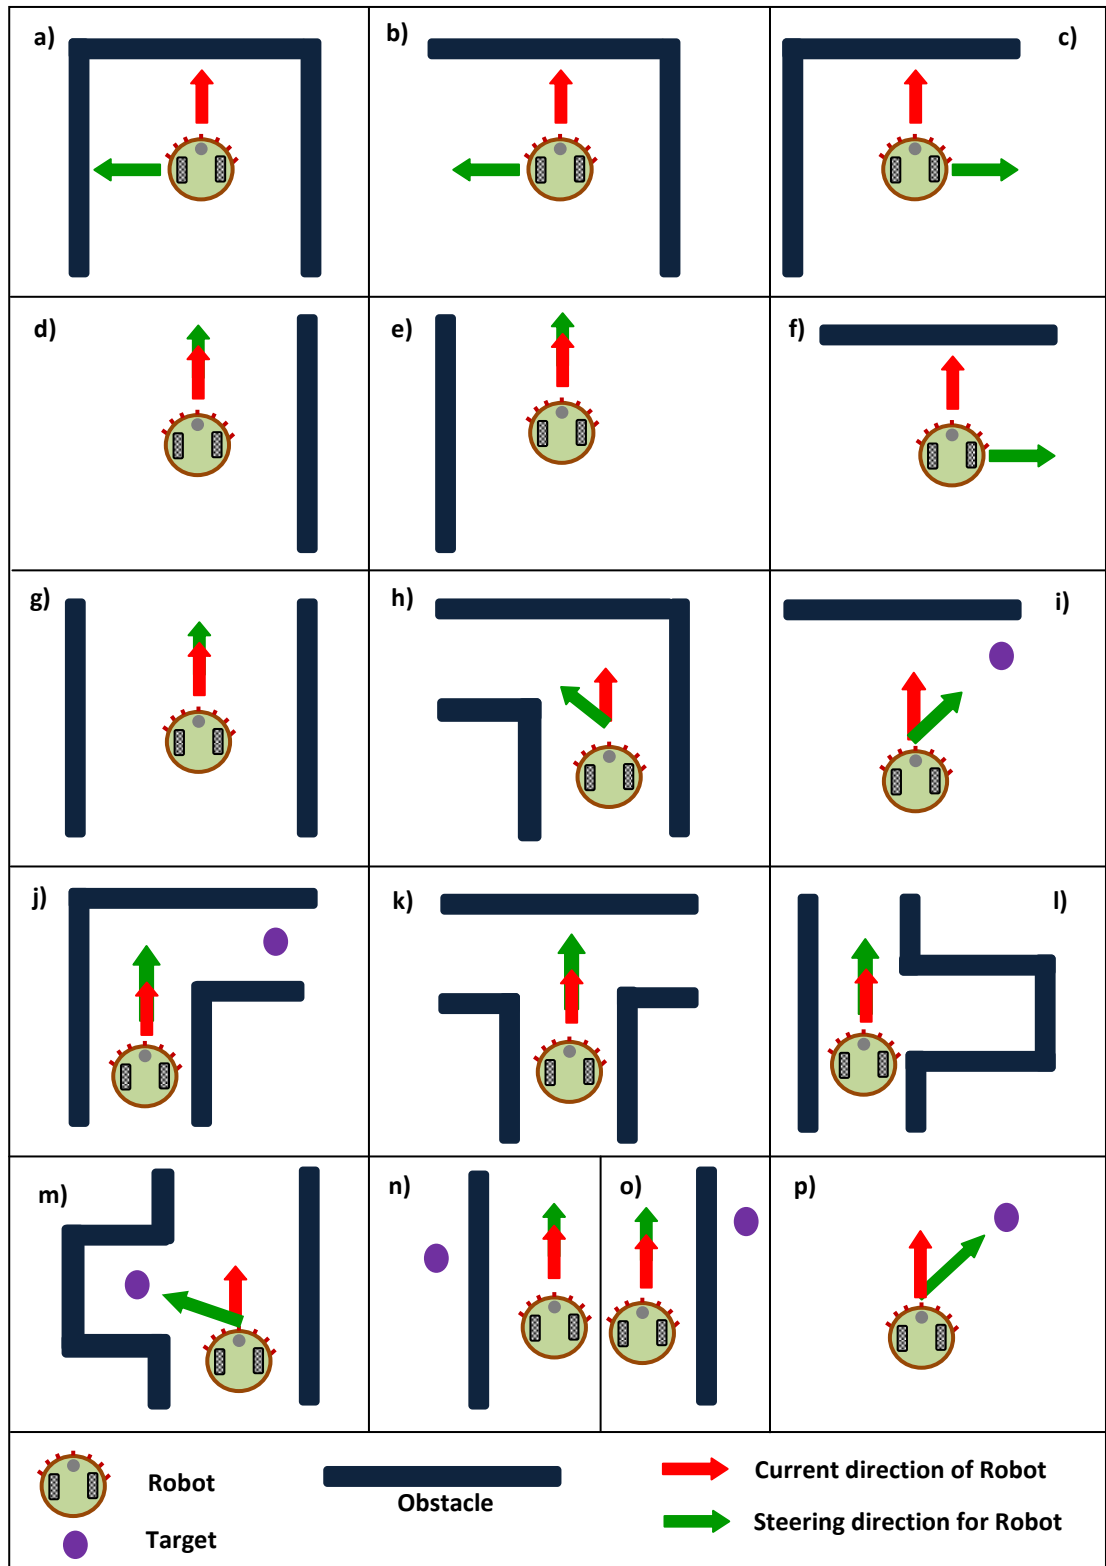 a)
b)
c)
d)
e)
f)
g)
h)
i)
j)
k)
l)
m)
n)
o)
p)
Robot
Obstacle
Current direction of Robot
Target
Steering direction for Robot